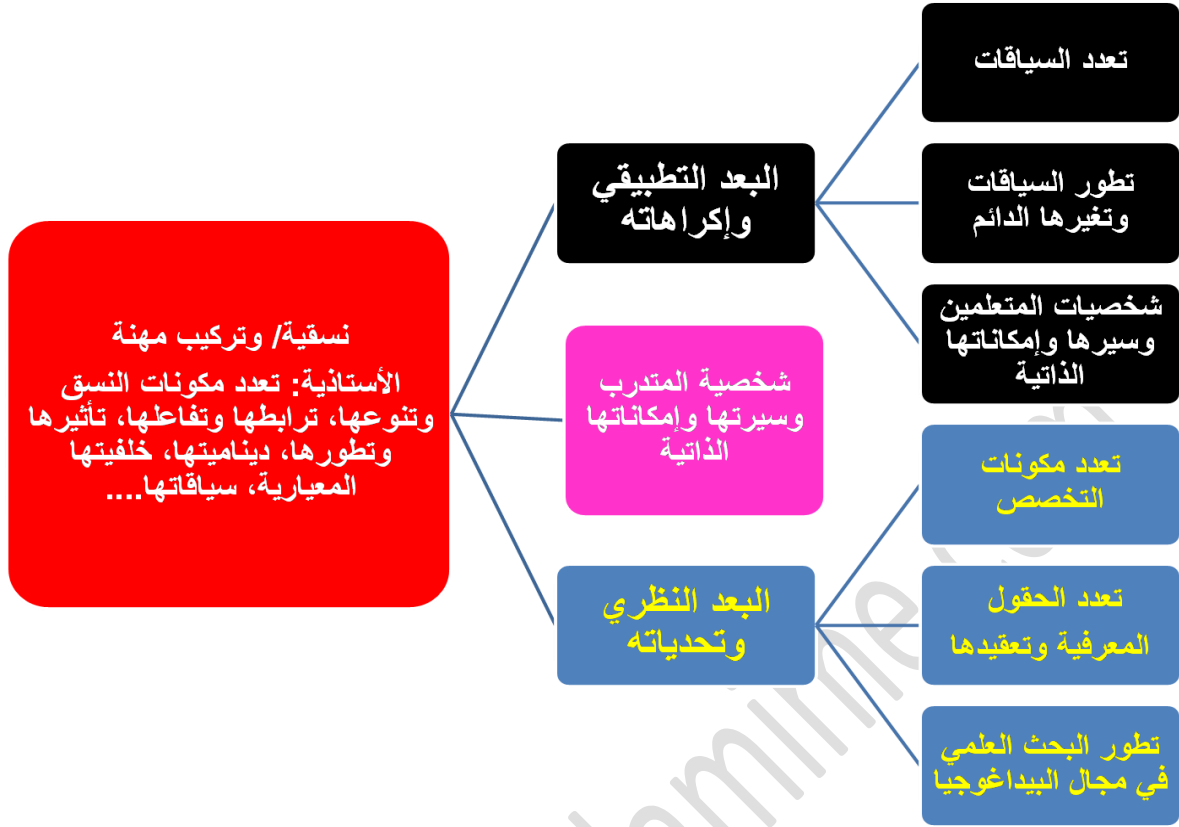 نسقية/ وتركيب مهنة
الأستاذية: تعدد مكونات النسق
وتنوعها، ترابطها وتفاعلها، تأثيرها
وتطورها، ديناميتها، خلفيتها
المعيارية، سياقاتها....
البعد التطبيقي
وإكراهاته
تعدد السياقات
تطور السياقات
وتغيرها الدائم
شخصيات المتعلمين
وسيرها وإمكاناتها
الذاتية
شخصية المتدرب
وسيرتها وإمكاناتها
الذاتية
البعد النظري
وتحدياته
تعدد مكونات
التخصص
تعدد الحقول
المعرفية وتعقيدها
تطور البحث العلمي
في مجال البيداغوجيا